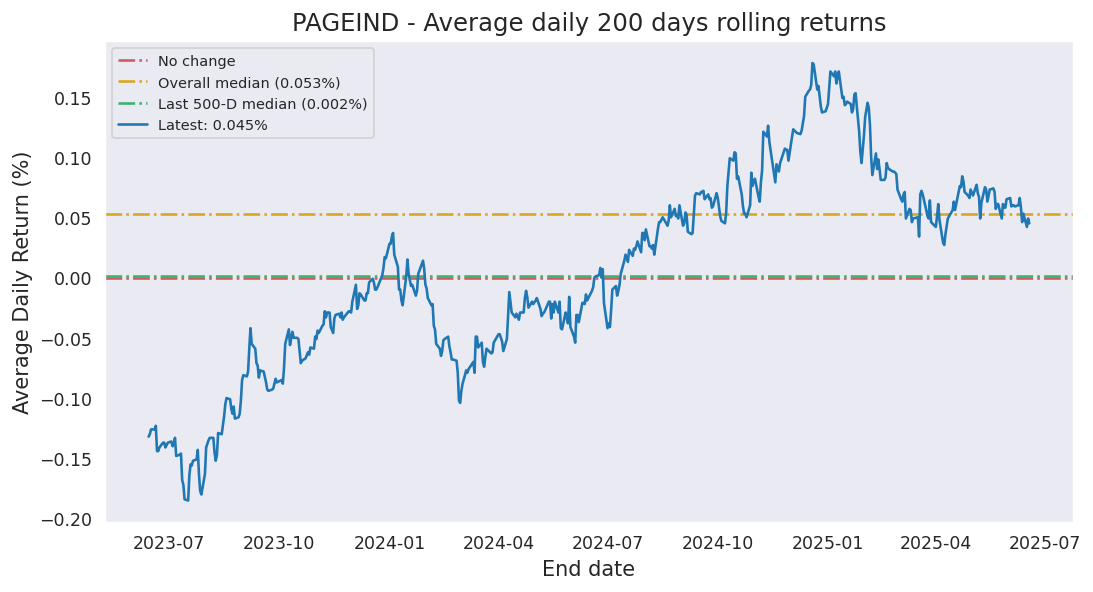 PAGEIND - Average daily 200 days rolling returns
No change
Overall median (0.053%)
Last 500-D median (0.002%)
Latest: 0.045%
Average Daily Return (%)
0.15
0.10
0.05
0.00
−0.05
−0.10
−0.15
−0.20
2023-07 2023-10 2024-01 2024-04 2024-07 2024-10 2025-01 2025-04 2025-07
End date